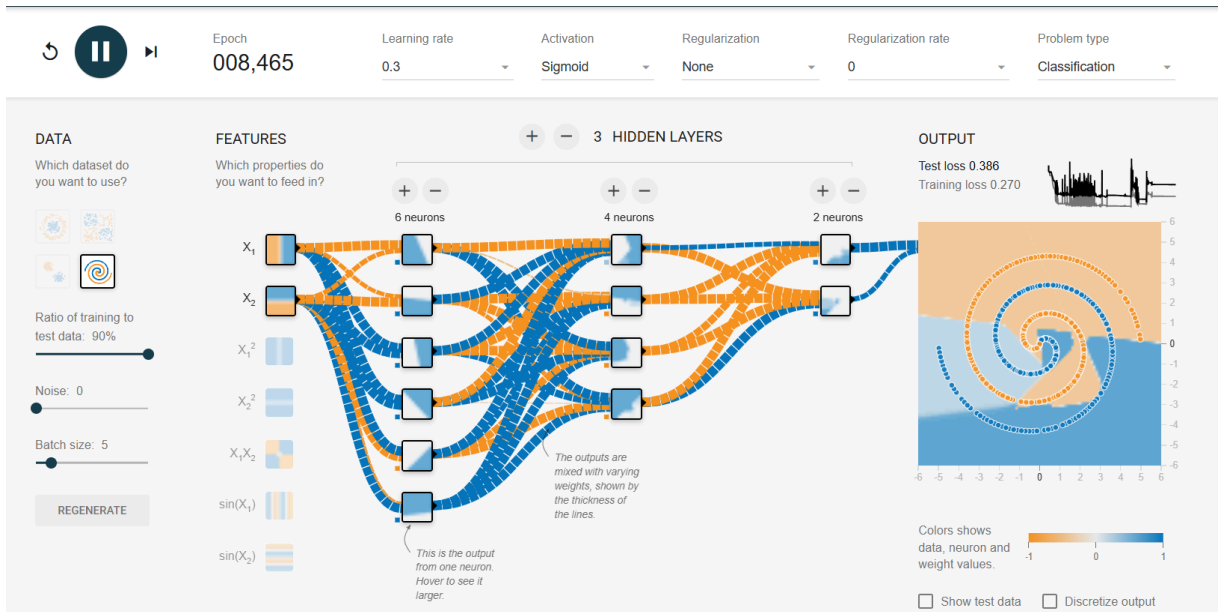 Epoch
008,465
Learning rate
0.3
Activation
Sigmoid
Regularization
None
Regularization rate
0
Problem type
Classification
DATA
Which dataset do
you want to use?
Ratio of training to
test data: 90%
Noise: 0
Batch size: 5
REGENERATE
FEATURES
Which properties do
you want to feed in?
X1
X2
X1²
X2²
X1X2
sin(X1)
sin(X2)
+ − 3 HIDDEN LAYERS
+ −
6 neurons
+ −
4 neurons
+ −
2 neurons
The outputs are
mixed with varying
weights, shown by
the thickness of
the lines.
This is the output
from one neuron.
Hover to see it
larger.
OUTPUT
Test loss 0.386
Training loss 0.270
6
5
4
3
2
1
0
-1
-2
-3
-4
-5
-6
-6 -5 -4 -3 -2 -1 0 1 2 3 4 5 6
Colors shows
data, neuron and
weight values.
-1 0 1
Show test data
Discretize output